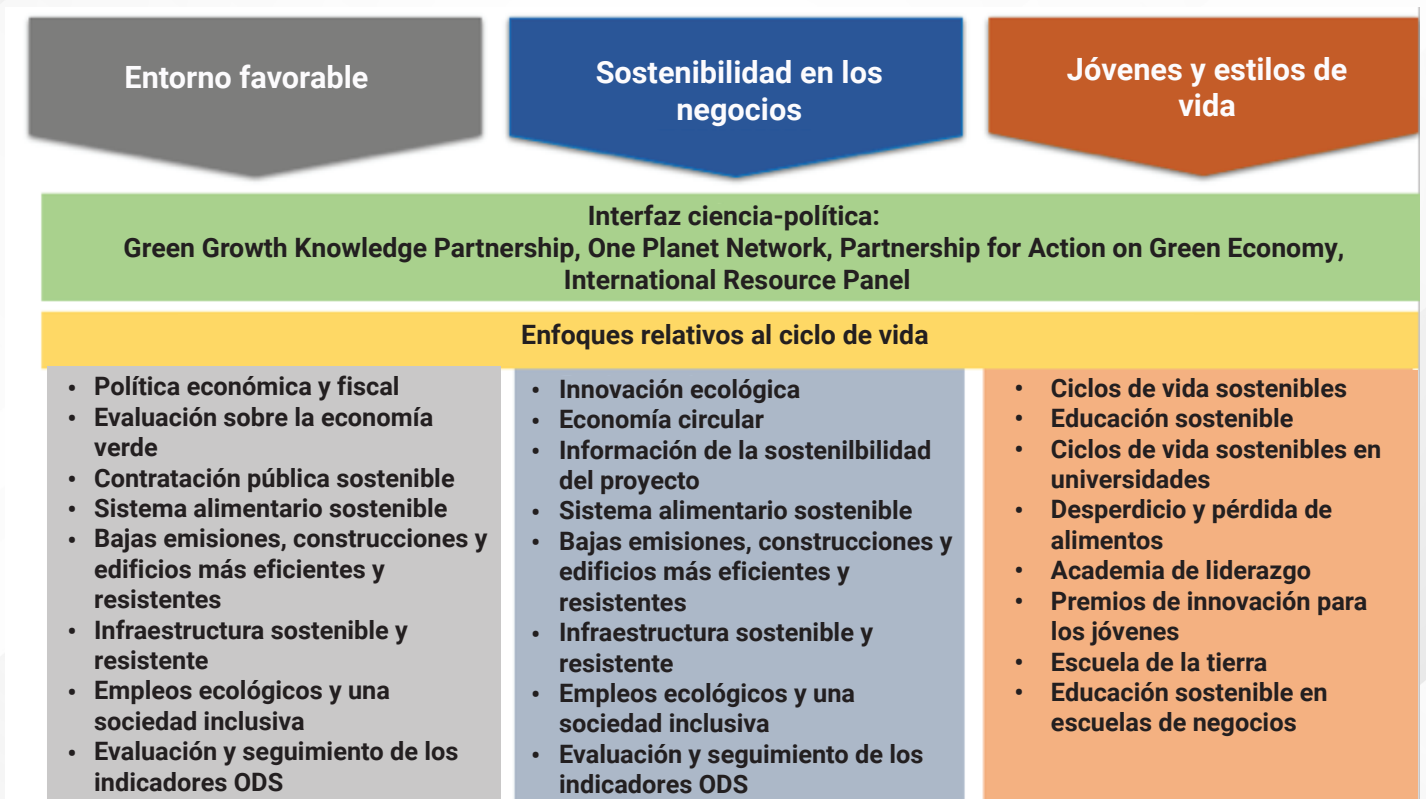 Entorno favorable
Sostenibilidad en los
negocios
Jóvenes y estilos de
vida
Interfaz ciencia-política:
Green Growth Knowledge Partnership, One Planet Network, Partnership for Action on Green Economy,
International Resource Panel
Enfoques relativos al ciclo de vida
• Política económica y fiscal
• Evaluación sobre la economía
verde
• Contratación pública sostenible
• Sistema alimentario sostenible
• Bajas emisiones, construcciones y
edificios más eficientes y
resistentes
• Infraestructura sostenible y
resistente
• Empleos ecológicos y una
sociedad inclusiva
• Evaluación y seguimiento de los
indicadores ODS
• Innovación ecológica
• Economía circular
• Información de la sostenilbilidad
del proyecto
• Sistema alimentario sostenible
• Bajas emisiones, construcciones y
edificios más eficientes y
resistentes
• Infraestructura sostenible y
resistente
• Empleos ecológicos y una
sociedad inclusiva
• Evaluación y seguimiento de los
indicadores ODS
• Ciclos de vida sostenibles
• Educación sostenible
• Ciclos de vida sostenibles en
universidades
• Desperdicio y pérdida de
alimentos
• Academia de liderazgo
• Premios de innovación para
los jóvenes
• Escuela de la tierra
• Educación sostenible en
escuelas de negocios